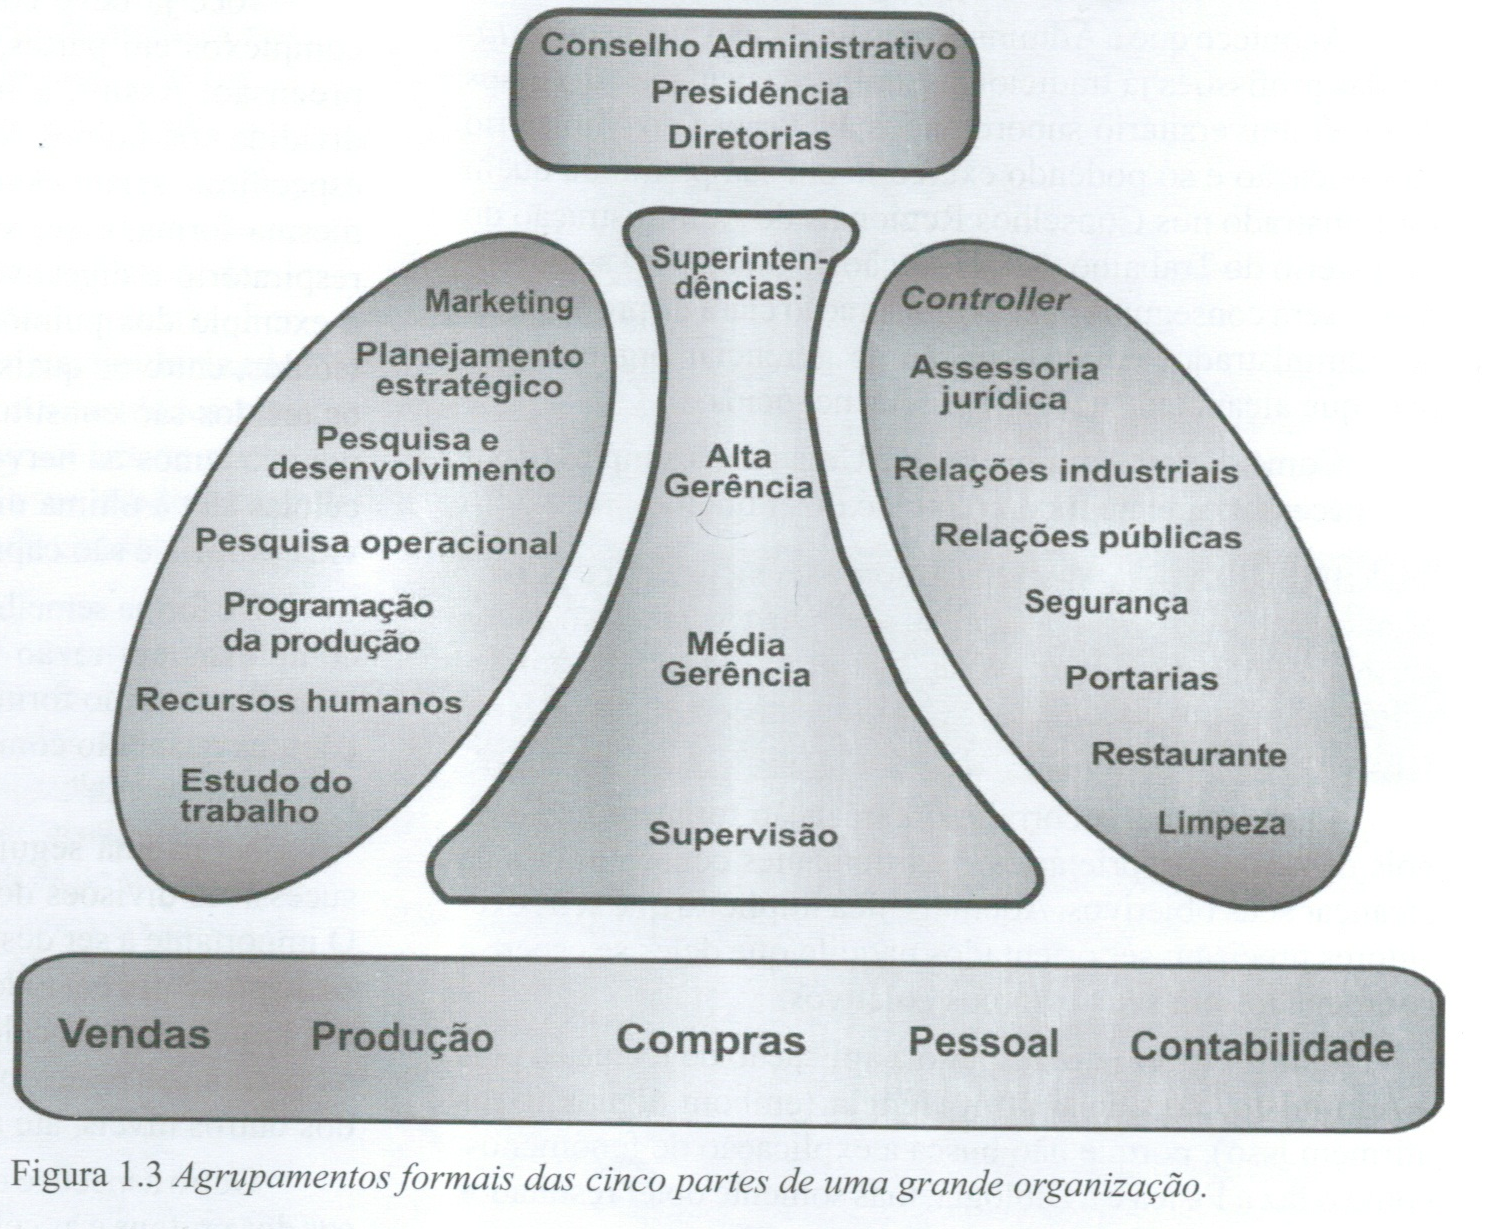 Conselho Administrativo
Presidência
Diretorias
Marketing
Planejamento
estratégico
Pesquisa e
desenvolvimento
Pesquisa operacional
Programação
da produção
Recursos humanos
Estudo do
trabalho
Superinten-
dências:
Alta
Gerência
Média
Gerência
Supervisão
Controller
Assessoria
jurídica
Relações industriais
Relações públicas
Segurança
Portarias
Restaurante
Limpeza
Vendas Produção Compras Pessoal Contabilidade
Figura 1.3 Agrupamentos formais das cinco partes de uma grande organização.